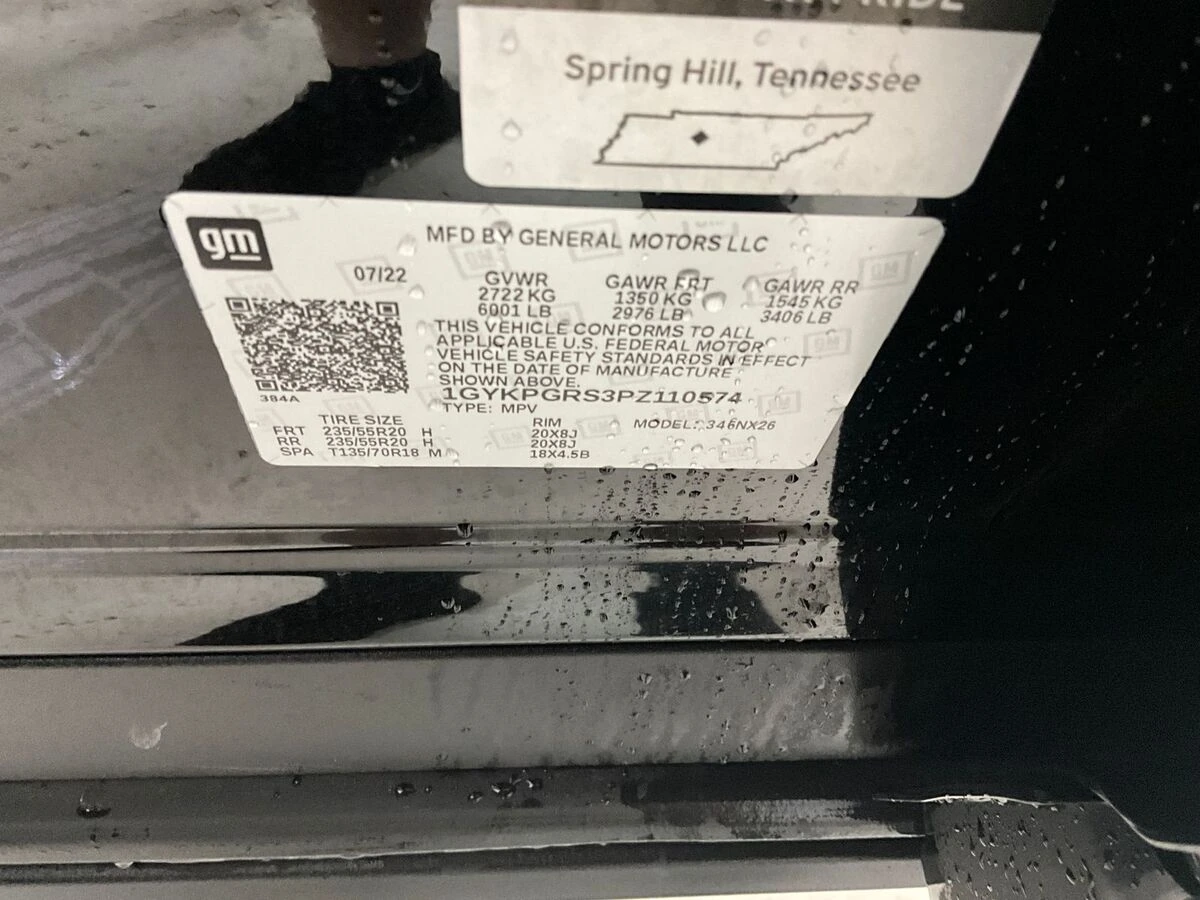 RIDE
Spring Hill, Tennessee
gm
MFD BY GENERAL MOTORS LLC
07/22
GVWR GAWR FRT GAWR RR
2722 KG 1350 KG 1545 KG
6001 LB 2976 LB 3406 LB
THIS VEHICLE CONFORMS TO ALL
APPLICABLE U.S. FEDERAL MOTOR
VEHICLE SAFETY STANDARDS IN EFFECT
ON THE DATE OF MANUFACTURE
SHOWN ABOVE.
384A
1GYKPGRS3PZ110574
TYPE: MPV
TIRE SIZE RIM MODEL: 346NX26
FRT 235/55R20 H 20X8J
RR 235/55R20 H 20X8J
SPA T135/70R18 M 18X4.5B